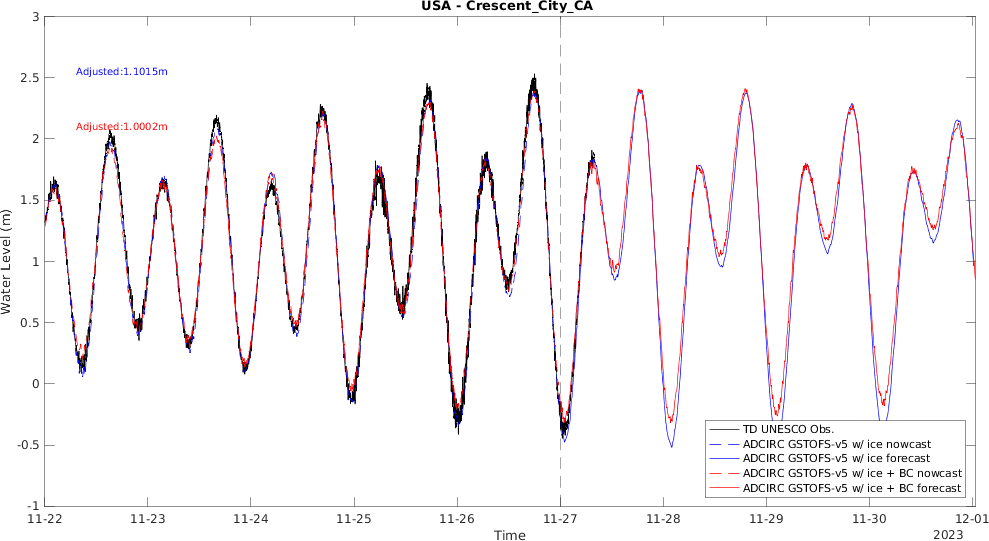 USA - Crescent_City_CA
3
2.5
2
1.5
1
0.5
0
-0.5
-1
Water Level (m)
Adjusted:1.1015m
Adjusted:1.0002m
TD UNESCO Obs.
ADCIRC GSTOFS-v5 w/ ice nowcast
ADCIRC GSTOFS-v5 w/ ice forecast
ADCIRC GSTOFS-v5 w/ ice + BC nowcast
ADCIRC GSTOFS-v5 w/ ice + BC forecast
11-22 11-23 11-24 11-25 11-26 11-27 11-28 11-29 11-30 12-01
Time
2023